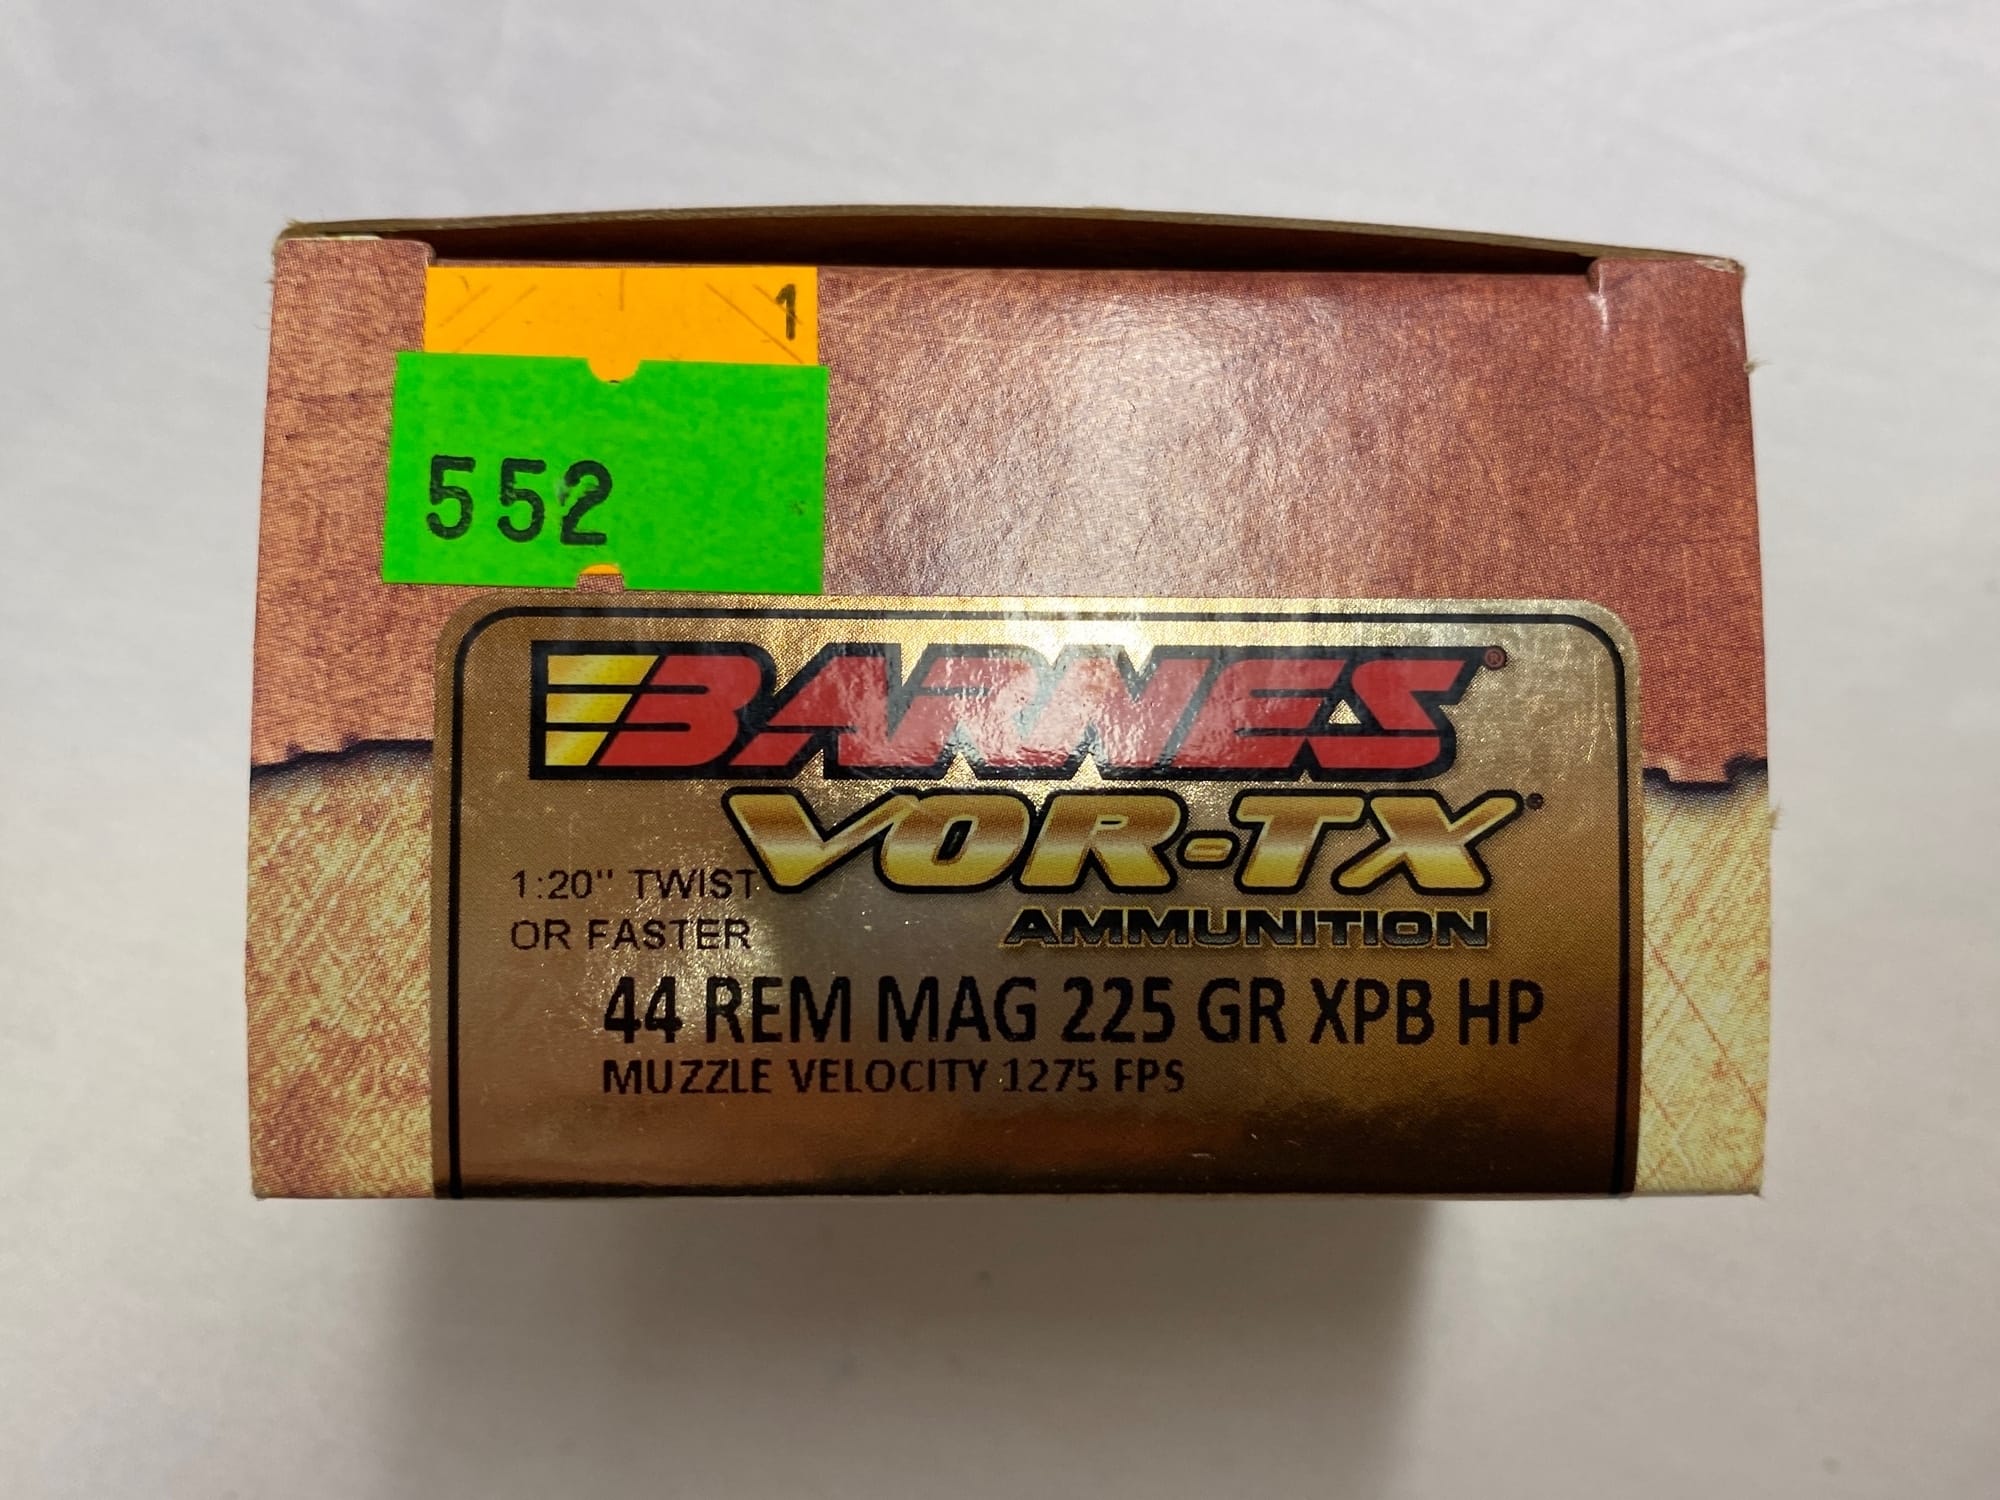 1
552
BARNES®
VOR-TX®
1:20" TWIST
OR FASTER
AMMUNITION
44 REM MAG 225 GR XPB HP
MUZZLE VELOCITY 1275 FPS